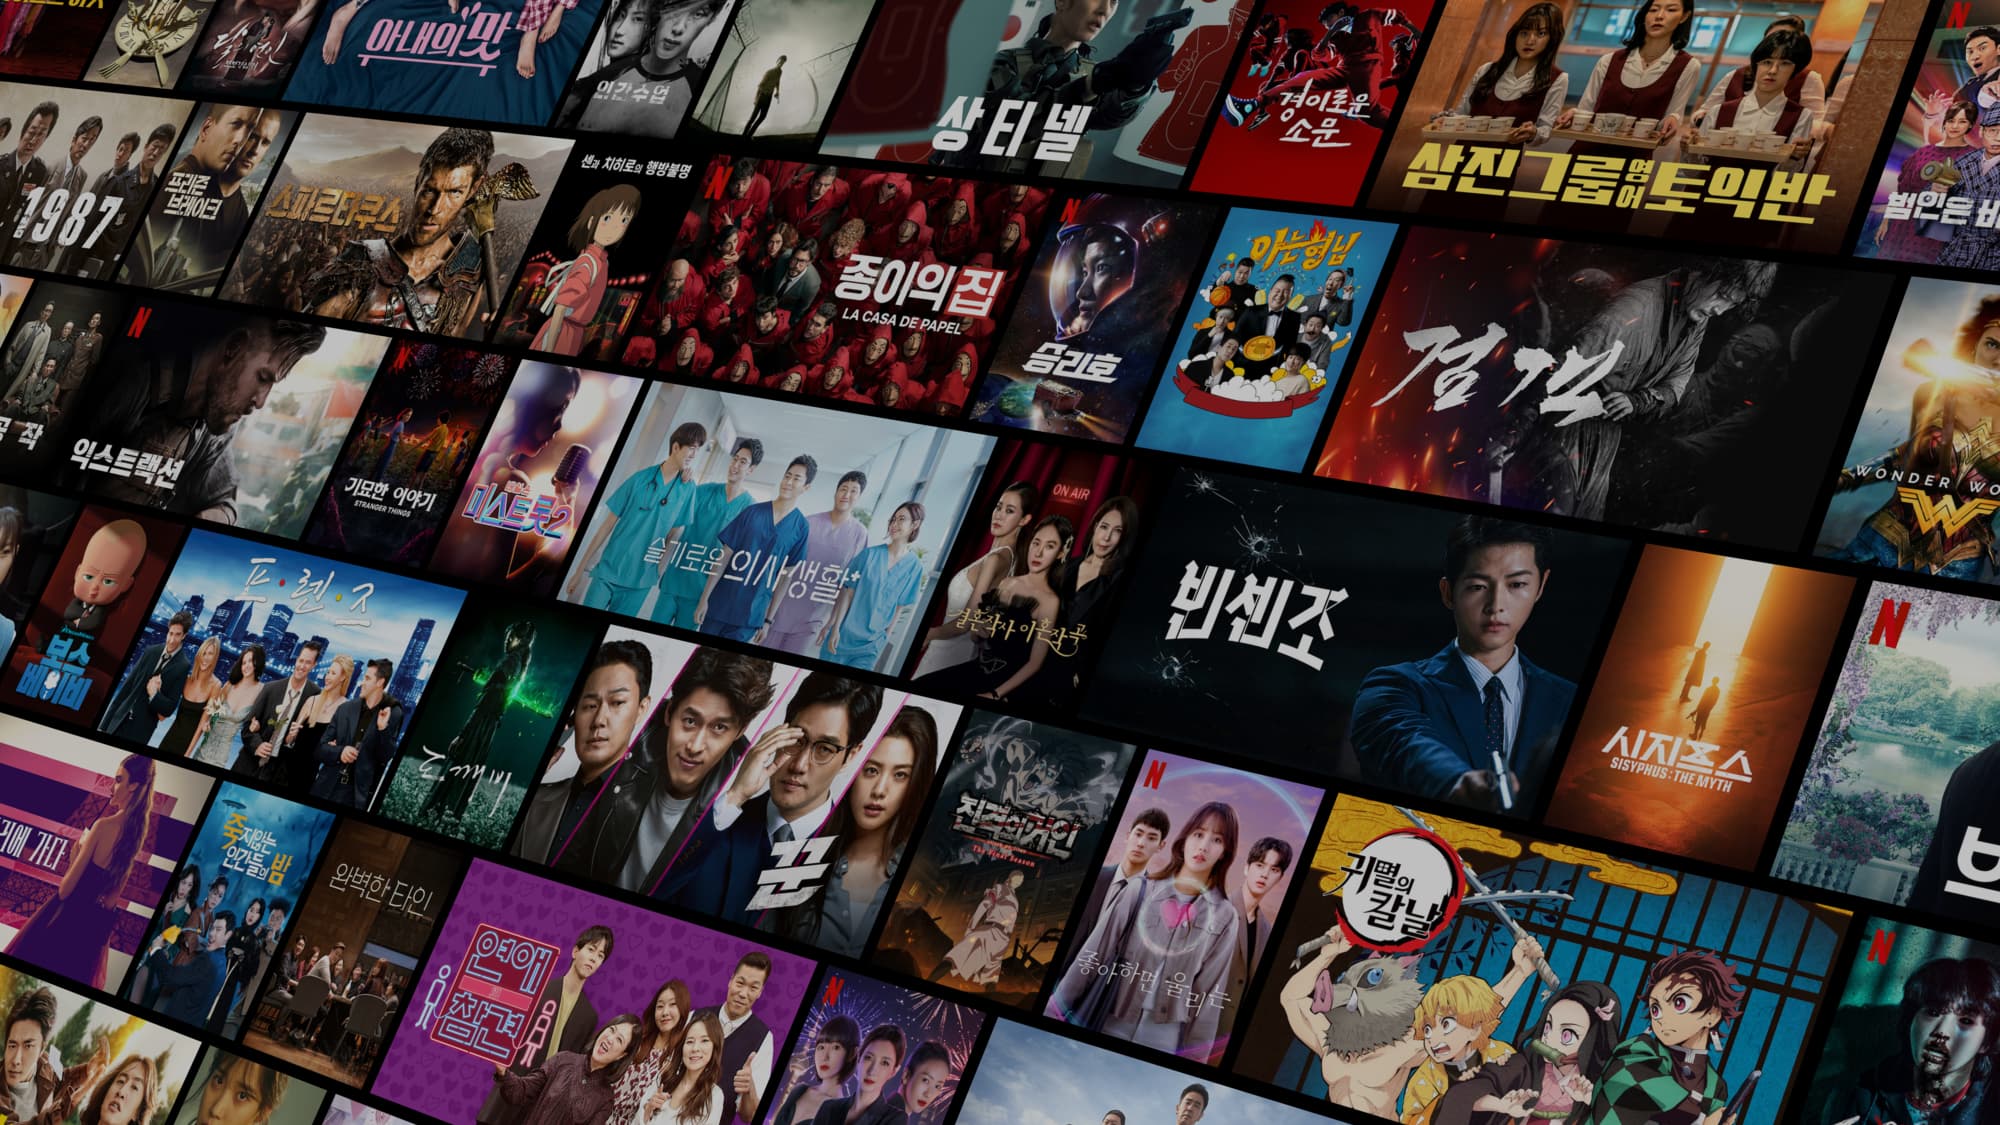 아내의 맛
달의 연인
인간수업
상티넬
경이로운
소문
삼진그룹
영어
토익반
N
1987
프리즌
브레이크
스파르타쿠스
센과 치히로의 행방불명
N
종이의 집
LA CASA DE PAPEL
N
승리호
아는 형님
검객
범인은 바
공작
N
익스트랙션
N
기묘한 이야기
STRANGER THINGS
미스트롯2
슬기로운 의사생활
ON AIR
결혼작사 이혼작곡
빈센조
WONDER WO
W
시지프스
SISYPHUS: THE MYTH
N
보스
베이비
프·렌·즈
도깨비
꾼
진격의 거인
The Final Season
N
좋아하면 울리는
귀멸의
칼날
N
죽지않는
인간들의 밤
완벽한 타인
연애의
참견
N